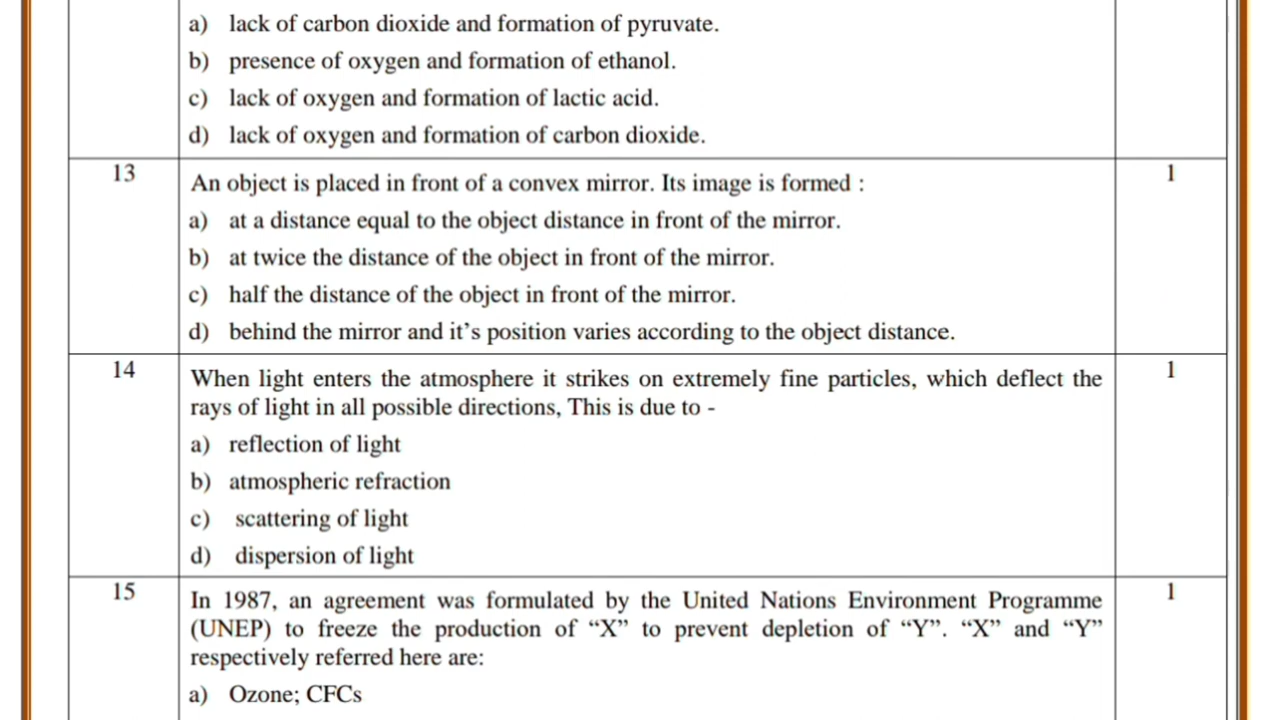 a) lack of carbon dioxide and formation of pyruvate.
b) presence of oxygen and formation of ethanol.
c) lack of oxygen and formation of lactic acid.
d) lack of oxygen and formation of carbon dioxide.
13
1
An object is placed in front of a convex mirror. Its image is formed :
a) at a distance equal to the object distance in front of the mirror.
b) at twice the distance of the object in front of the mirror.
c) half the distance of the object in front of the mirror.
d) behind the mirror and it’s position varies according to the object distance.
14
1
When light enters the atmosphere it strikes on extremely fine particles, which deflect the
rays of light in all possible directions, This is due to -
a) reflection of light
b) atmospheric refraction
c) scattering of light
d) dispersion of light
15
1
In 1987, an agreement was formulated by the United Nations Environment Programme
(UNEP) to freeze the production of “X” to prevent depletion of “Y”. “X” and “Y”
respectively referred here are:
a) Ozone; CFCs